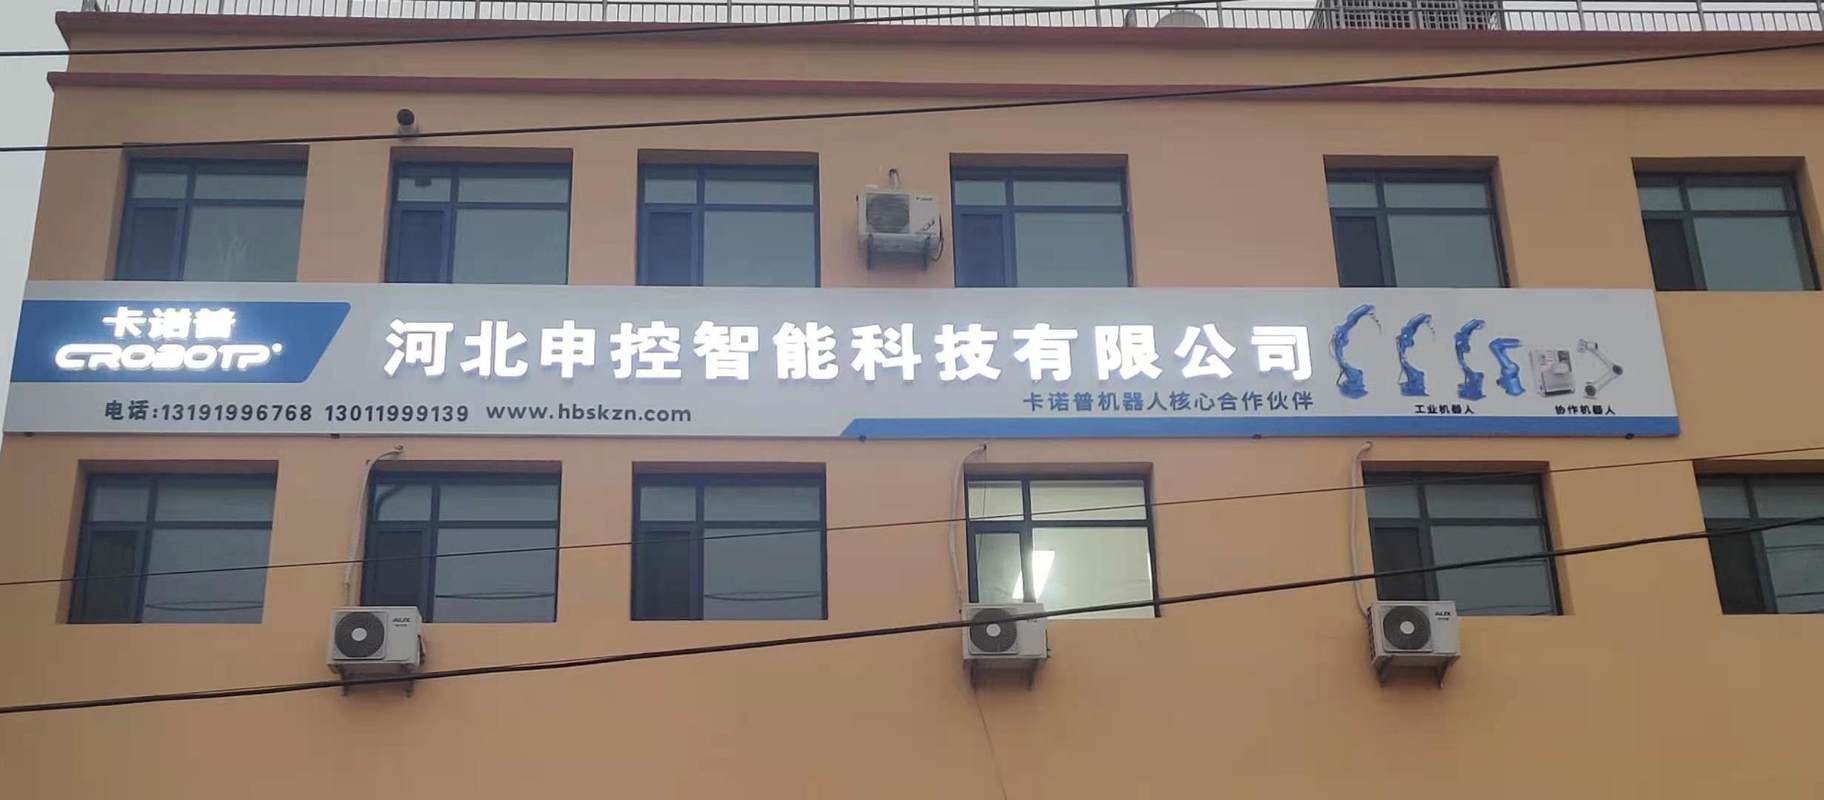 卡诺普
CROBOTP
河北申控智能科技有限公司
卡诺普机器人核心合作伙伴
电话:13191996768 13011999139 www.hbskzn.com
工业机器人
协作机器人
AUX
AUX